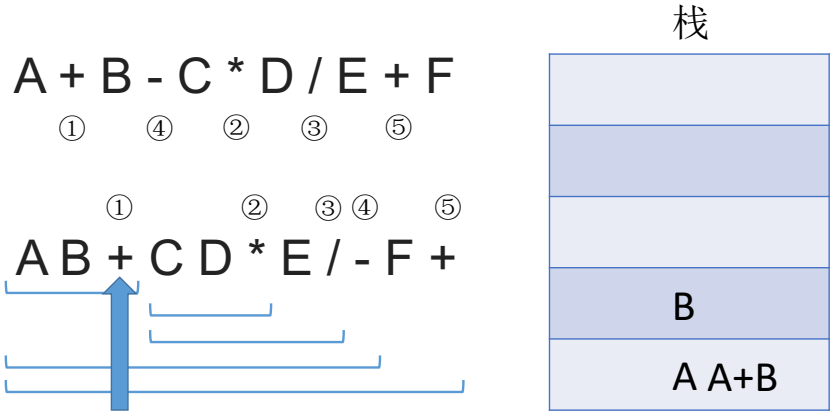 栈
A + B - C * D / E + F
① ④ ② ③ ⑤
① ② ③ ④ ⑤
A B + C D * E / - F +
B
A A+B